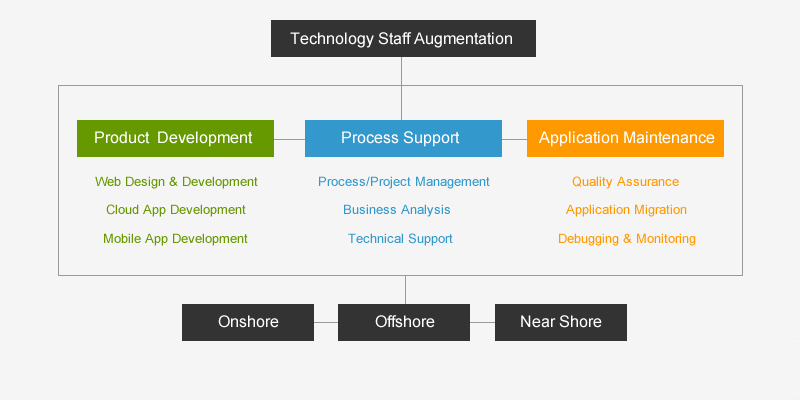 Technology Staff Augmentation
Product  Development
Process Support
Application Maintenance
Web Design & Development
Process/Project Management
Quality Assurance
Cloud App Development
Business Analysis
Application Migration
Mobile App Development
Technical Support
Debugging & Monitoring
Onshore
Offshore
Near Shore